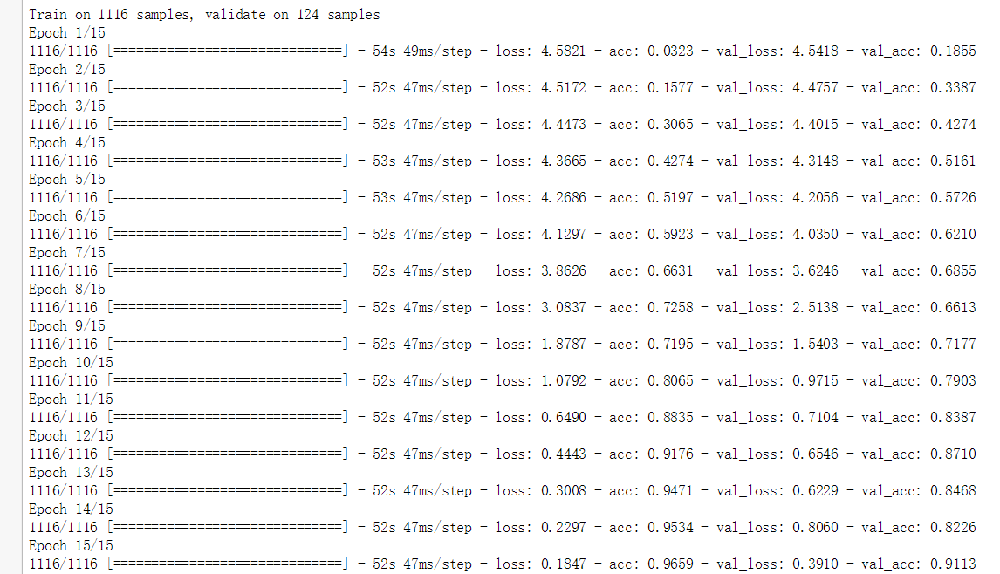 Train on 1116 samples, validate on 124 samples
Epoch 1/15
1116/1116 [==============================] - 54s 49ms/step - loss: 4.5821 - acc: 0.0323 - val_loss: 4.5418 - val_acc: 0.1855
Epoch 2/15
1116/1116 [==============================] - 52s 47ms/step - loss: 4.5172 - acc: 0.1577 - val_loss: 4.4757 - val_acc: 0.3387
Epoch 3/15
1116/1116 [==============================] - 52s 47ms/step - loss: 4.4473 - acc: 0.3065 - val_loss: 4.4015 - val_acc: 0.4274
Epoch 4/15
1116/1116 [==============================] - 53s 47ms/step - loss: 4.3665 - acc: 0.4274 - val_loss: 4.3148 - val_acc: 0.5161
Epoch 5/15
1116/1116 [==============================] - 53s 47ms/step - loss: 4.2686 - acc: 0.5197 - val_loss: 4.2056 - val_acc: 0.5726
Epoch 6/15
1116/1116 [==============================] - 52s 47ms/step - loss: 4.1297 - acc: 0.5923 - val_loss: 4.0350 - val_acc: 0.6210
Epoch 7/15
1116/1116 [==============================] - 52s 47ms/step - loss: 3.8626 - acc: 0.6631 - val_loss: 3.6246 - val_acc: 0.6855
Epoch 8/15
1116/1116 [==============================] - 52s 47ms/step - loss: 3.0837 - acc: 0.7258 - val_loss: 2.5138 - val_acc: 0.6613
Epoch 9/15
1116/1116 [==============================] - 52s 47ms/step - loss: 1.8787 - acc: 0.7195 - val_loss: 1.5403 - val_acc: 0.7177
Epoch 10/15
1116/1116 [==============================] - 52s 47ms/step - loss: 1.0792 - acc: 0.8065 - val_loss: 0.9715 - val_acc: 0.7903
Epoch 11/15
1116/1116 [==============================] - 52s 47ms/step - loss: 0.6490 - acc: 0.8835 - val_loss: 0.7104 - val_acc: 0.8387
Epoch 12/15
1116/1116 [==============================] - 52s 47ms/step - loss: 0.4443 - acc: 0.9176 - val_loss: 0.6546 - val_acc: 0.8710
Epoch 13/15
1116/1116 [==============================] - 52s 47ms/step - loss: 0.3008 - acc: 0.9471 - val_loss: 0.6229 - val_acc: 0.8468
Epoch 14/15
1116/1116 [==============================] - 52s 47ms/step - loss: 0.2297 - acc: 0.9534 - val_loss: 0.8060 - val_acc: 0.8226
Epoch 15/15
1116/1116 [==============================] - 52s 47ms/step - loss: 0.1847 - acc: 0.9659 - val_loss: 0.3910 - val_acc: 0.9113